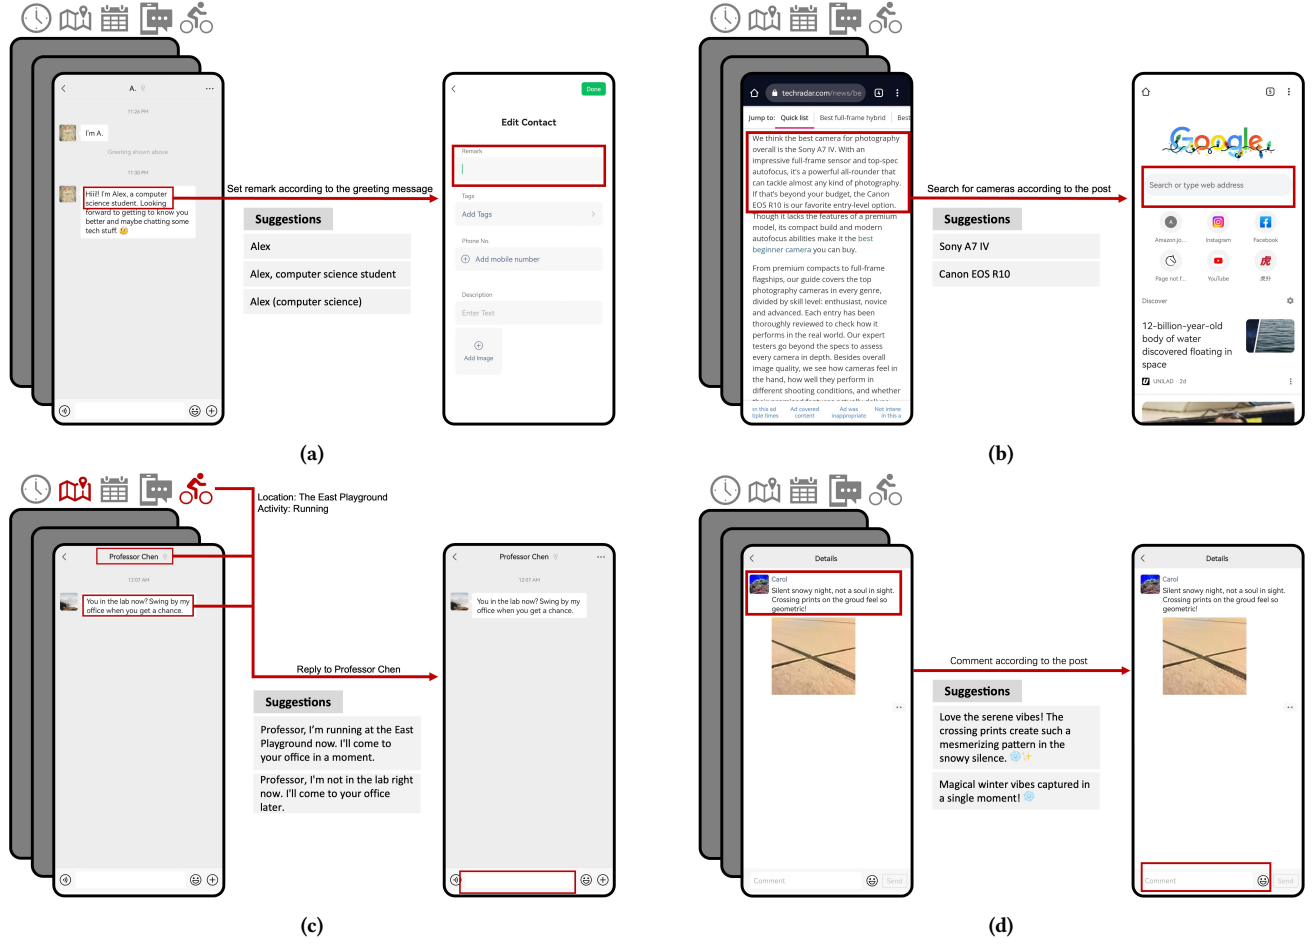 A.
11:26 PM
I'm A.
Greeting shown above
11:30 PM
Hiii!! I'm Alex, a computer
science student. Looking
forward to getting to know you
better and maybe chatting some
tech stuff. 😊
Set remark according to the greeting message
Suggestions
Alex
Alex, computer science student
Alex (computer science)
Done
Edit Contact
Remark
Tags
Add Tags
Phone No.
Add mobile number
Description
Enter Text
Add Image
(a)
techradar.com/news/be
Jump to:
Quick list
Best full-frame hybrid
Best
We think the best camera for photography
overall is the Sony A7 IV. With an
impressive full-frame sensor and top-spec
autofocus, it's a powerful all-rounder that
can tackle almost any kind of photography.
If that's beyond your budget, the Canon
EOS R10 is our favorite entry-level option.
Though it lacks the features of a premium
model, its compact build and modern
autofocus abilities make it the best
beginner camera you can buy.
From premium compacts to full-frame
flagships, our guide covers the top
photography cameras in every genre,
divided by skill level: enthusiast, novice
and advanced. Each entry has been
thoroughly reviewed to check how it
performs in the real world. Our expert
testers go beyond the specs to assess
every camera in depth. Besides overall
image quality, we see how cameras feel in
the hand, how well they perform in
different shooting conditions, and whether
Ad covered
content
Ad was
inappropriate
Search for cameras according to the post
Suggestions
Sony A7 IV
Canon EOS R10
Google
Search or type web address
A
Amazon.jo...
Instagram
Facebook
Page not f...
YouTube
虎扑
Discover
12-billion-year-old
body of water
discovered floating in
space
UNILAD · 2d
(b)
Location: The East Playground
Activity: Running
Professor Chen
12:07 AM
You in the lab now? Swing by my
office when you get a chance.
Reply to Professor Chen
Suggestions
Professor, I'm running at the East
Playground now. I'll come to
your office in a moment.
Professor, I'm not in the lab right
now. I'll come to your office
later.
Professor Chen
12:07 AM
You in the lab now? Swing by my
office when you get a chance.
(c)
Details
Carol
Silent snowy night, not a soul in sight.
Crossing prints on the groud feel so
geometric!
Comment
Send
Comment according to the post
Suggestions
Love the serene vibes! The
crossing prints create such a
mesmerizing pattern in the
snowy silence. ❄️✨
Magical winter vibes captured in
a single moment! ❄️
Details
Carol
Silent snowy night, not a soul in sight.
Crossing prints on the groud feel so
geometric!
Comment
Send
(d)